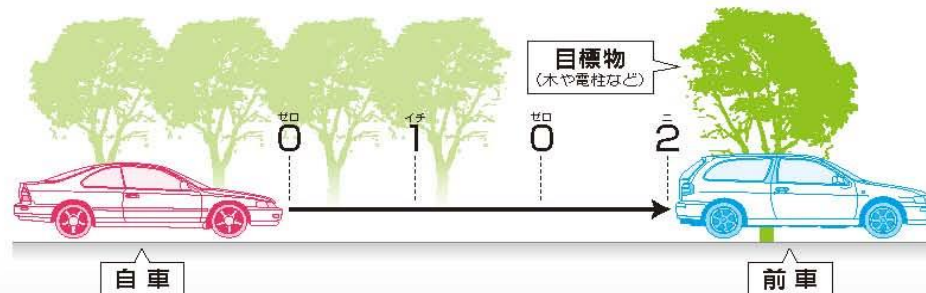 目標物
(木や電柱など)
ゼロ イチ ゼロ ニ
0 1 0 2
自車 前車